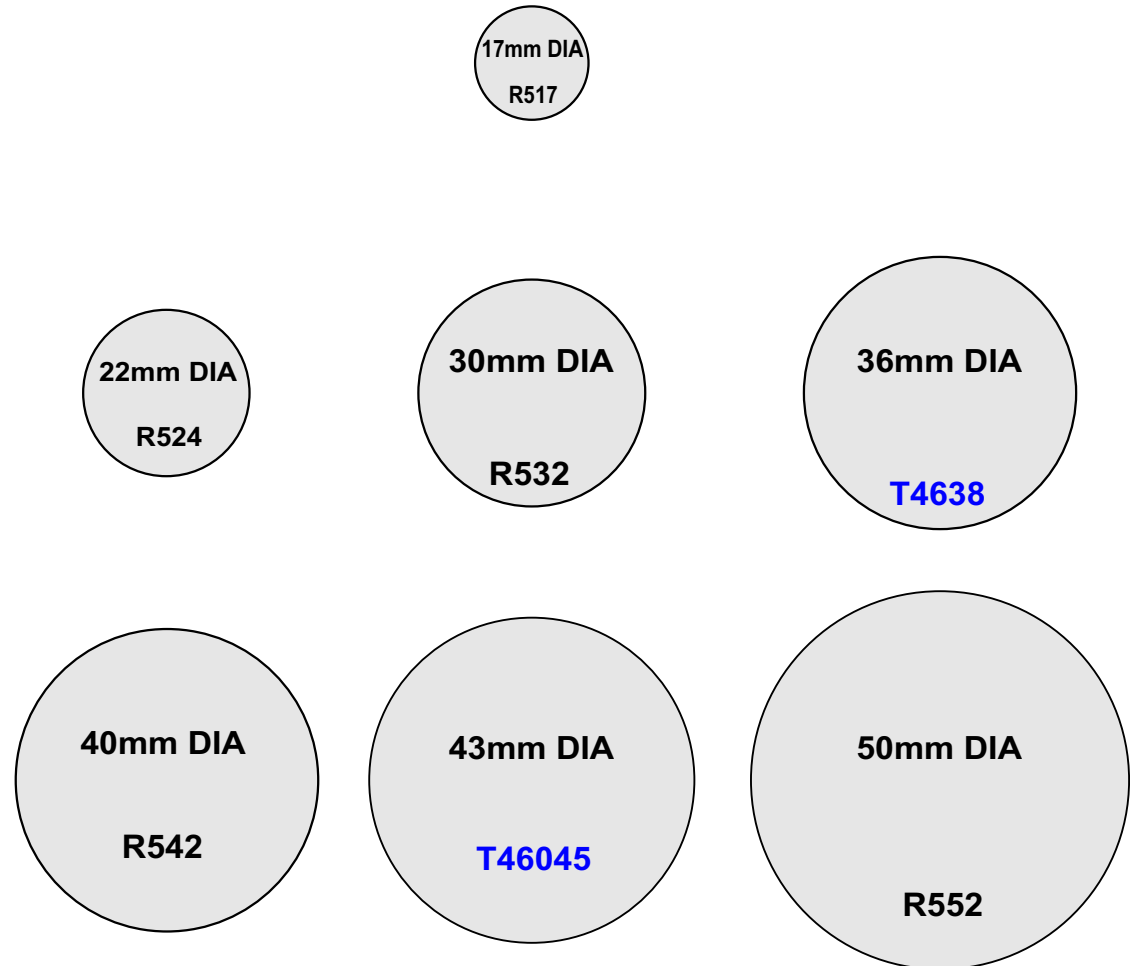 17mm DIA
R517
22mm DIA
R524
30mm DIA
R532
36mm DIA
T4638
40mm DIA
R542
43mm DIA
T46045
50mm DIA
R552